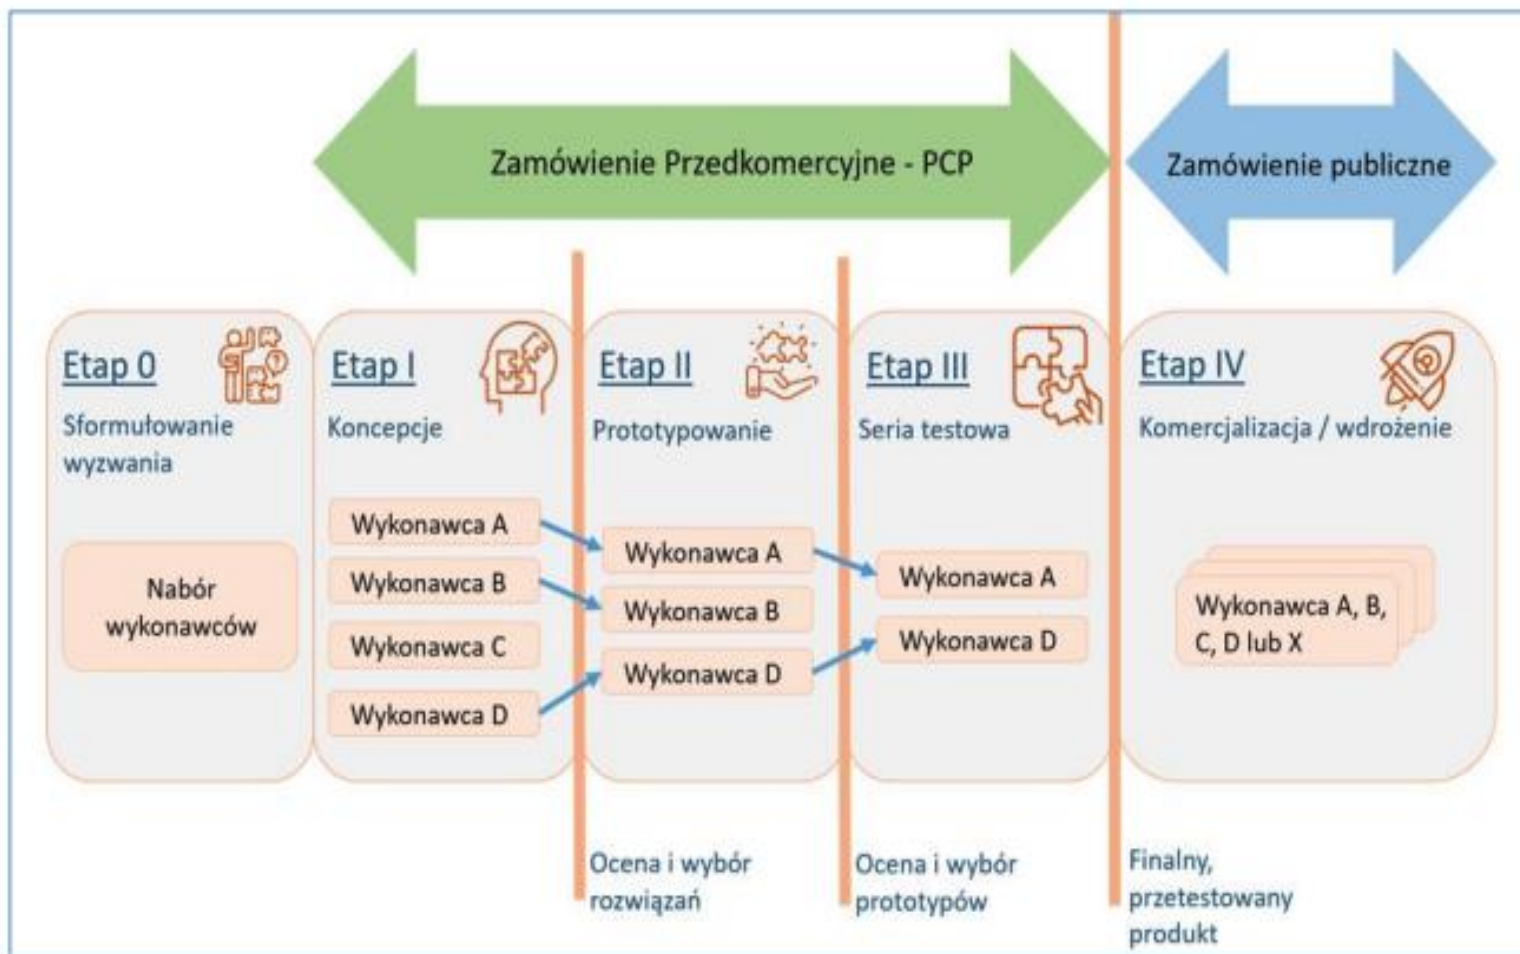 Zamówienie Przedkomercyjne - PCP
Zamówienie publiczne
Etap 0
Sformułowanie
wyzwania
Nabór
wykonawców
Etap I
Koncepcje
Wykonawca A
Wykonawca B
Wykonawca C
Wykonawca D
Etap II
Prototypowanie
Wykonawca A
Wykonawca B
Wykonawca D
Etap III
Seria testowa
Wykonawca A
Wykonawca D
Etap IV
Komercjalizacja / wdrożenie
Wykonawca A, B,
C, D lub X
Ocena i wybór
rozwiązań
Ocena i wybór
prototypów
Finalny,
przetestowany
produkt